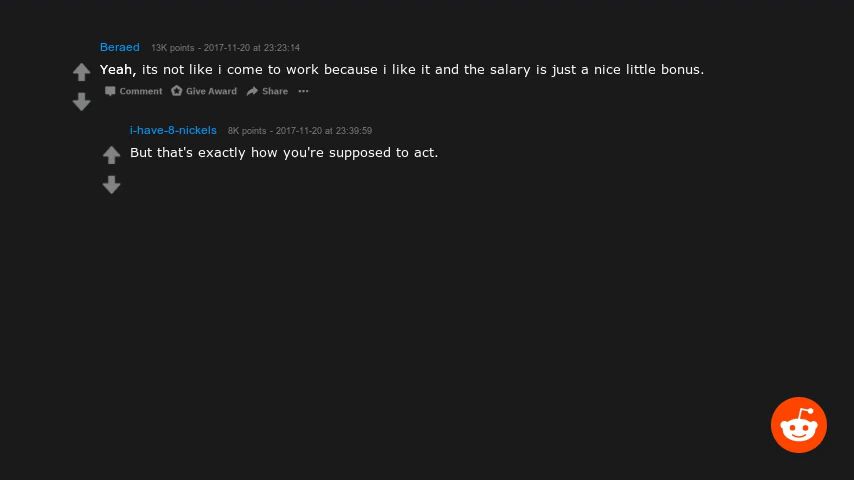 Beraed 13K points - 2017-11-20 at 23:23:14
Yeah, its not like i come to work because i like it and the salary is just a nice little bonus.
Comment Give Award Share ···
i-have-8-nickels 8K points - 2017-11-20 at 23:39:59
But that's exactly how you're supposed to act.